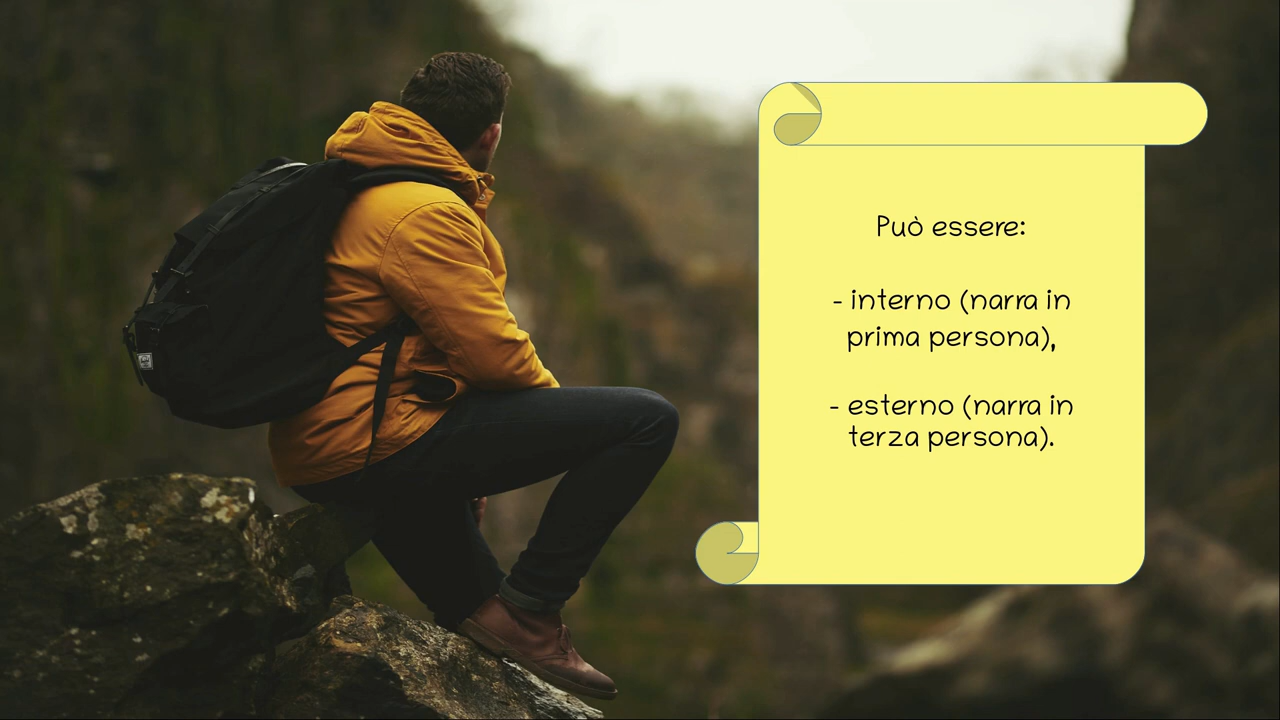 Può essere:
- interno (narra in
prima persona),
- esterno (narra in
terza persona).